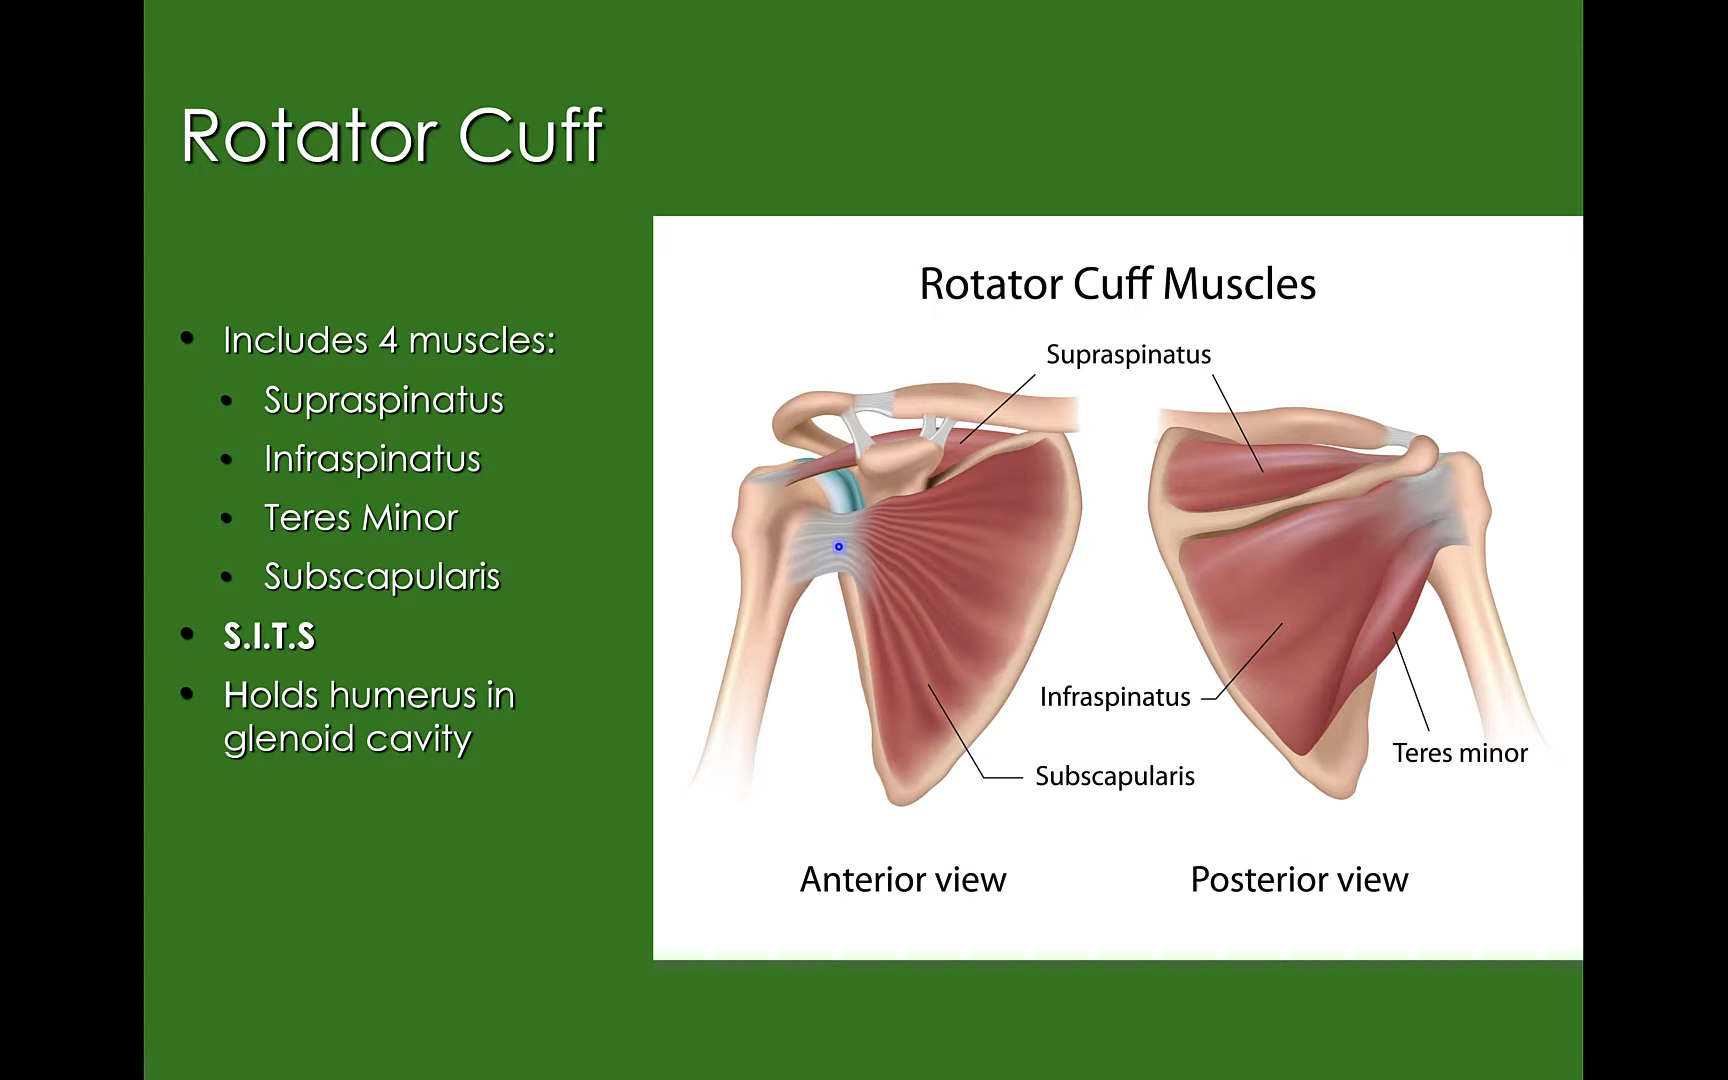 Rotator Cuff
Includes 4 muscles:
Supraspinatus
Infraspinatus
Teres Minor
Subscapularis
S.I.T.S
Holds humerus in
glenoid cavity
Rotator Cuff Muscles
Supraspinatus
Infraspinatus
Teres minor
Subscapularis
Anterior view
Posterior view